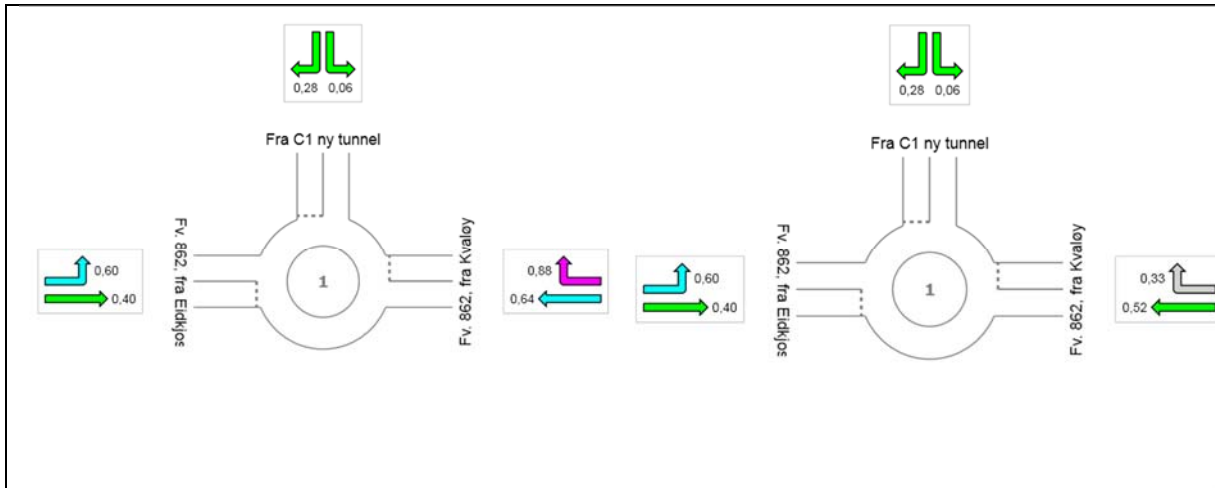 0,28 0,06
Fra C1 ny tunnel
Fv. 862, fra Eidkjos
Fv. 862, fra Kvaløy
0,60
0,40
1
0,88
0,64
0,28 0,06
Fra C1 ny tunnel
Fv. 862, fra Eidkjos
Fv. 862, fra Kvaløy
0,60
0,40
1
0,33
0,52